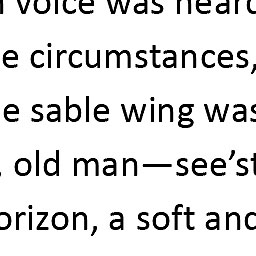 voice was heard
e circumstances,
e sable wing was
, old man—see’st
orizon, a soft and